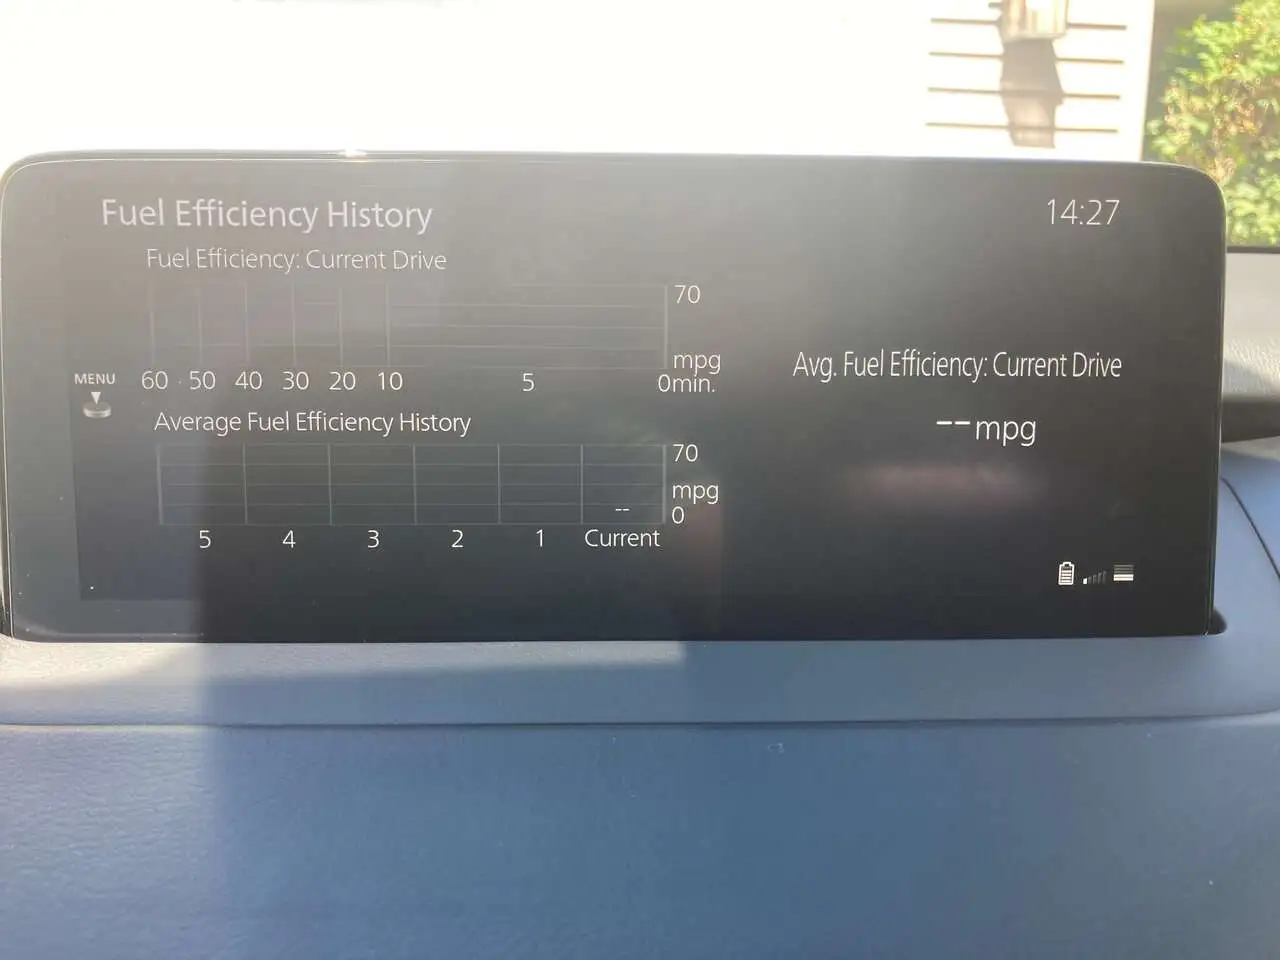 Fuel Efficiency History
14:27
Fuel Efficiency: Current Drive
70
mpg
60 50 40 30 20 10 5 0min.
MENU
Avg. Fuel Efficiency: Current Drive
--mpg
Average Fuel Efficiency History
70
mpg
--
0
5 4 3 2 1 Current